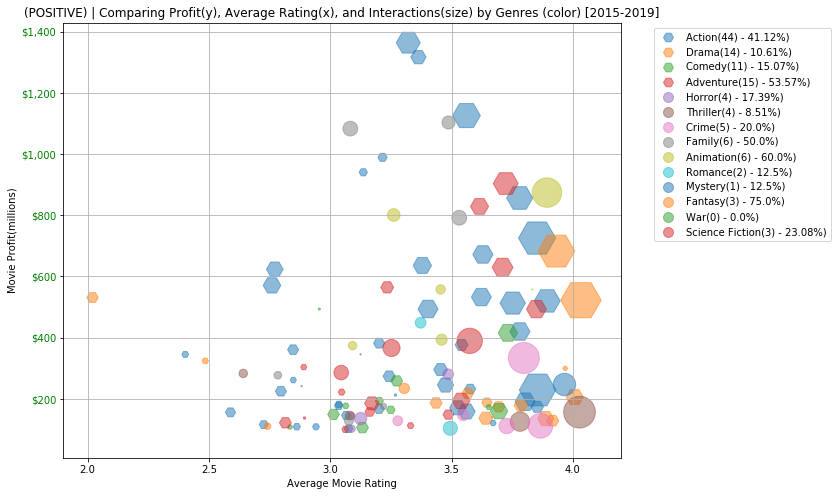 (POSITIVE) | Comparing Profit(y), Average Rating(x), and Interactions(size) by Genres (color) [2015-2019]
$1,400
$1,200
$1,000
$800
$600
$400
$200
Movie Profit(millions)
2.0 2.5 3.0 3.5 4.0
Average Movie Rating
Action(44) - 41.12%)
Drama(14) - 10.61%)
Comedy(11) - 15.07%)
Adventure(15) - 53.57%)
Horror(4) - 17.39%)
Thriller(4) - 8.51%)
Crime(5) - 20.0%)
Family(6) - 50.0%)
Animation(6) - 60.0%)
Romance(2) - 12.5%)
Mystery(1) - 12.5%)
Fantasy(3) - 75.0%)
War(0) - 0.0%)
Science Fiction(3) - 23.08%)